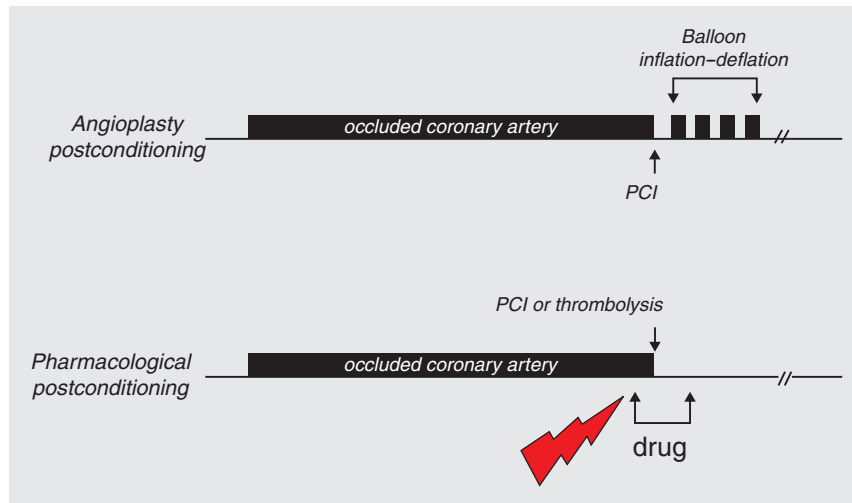 Balloon
inflation–deflation
Angioplasty
postconditioning
occluded coronary artery
PCI
PCI or thrombolysis
Pharmacological
postconditioning
occluded coronary artery
drug